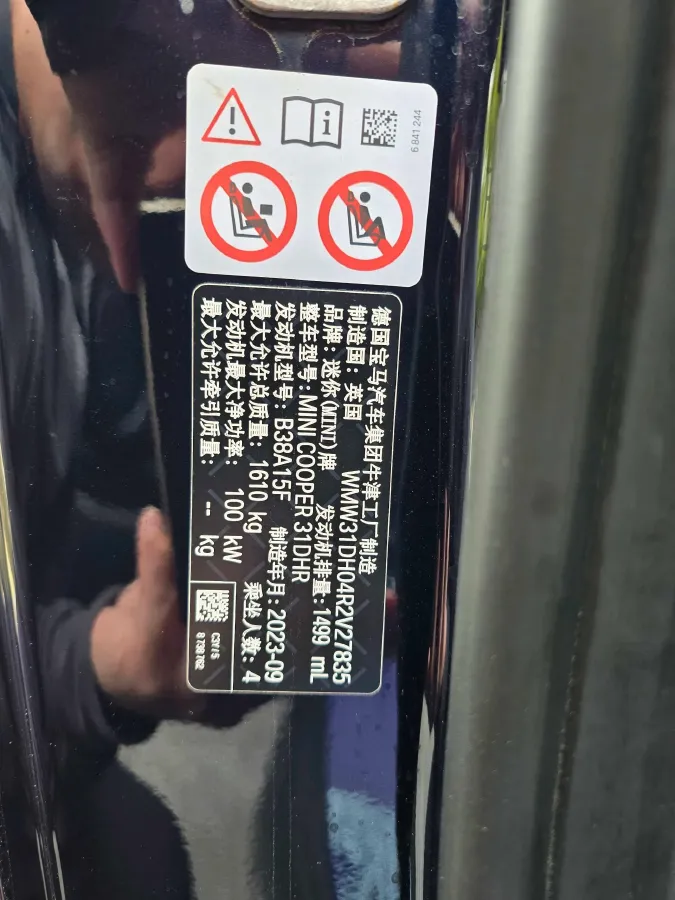 6 841 244
德国宝马汽车集团牛津工厂制造
制造国: 英国 WMW31DH04R2V27835
品牌: 迷你(MINI)牌 发动机排量: 1499 mL
整车型号: MINI COOPER 31DHR
发动机型号: B38A15F 制造年月: 2023-09
最大允许总质量: 1610 kg 乘坐人数: 4
发动机最大净功率: 100 kW
最大允许牵引质量: -- kg